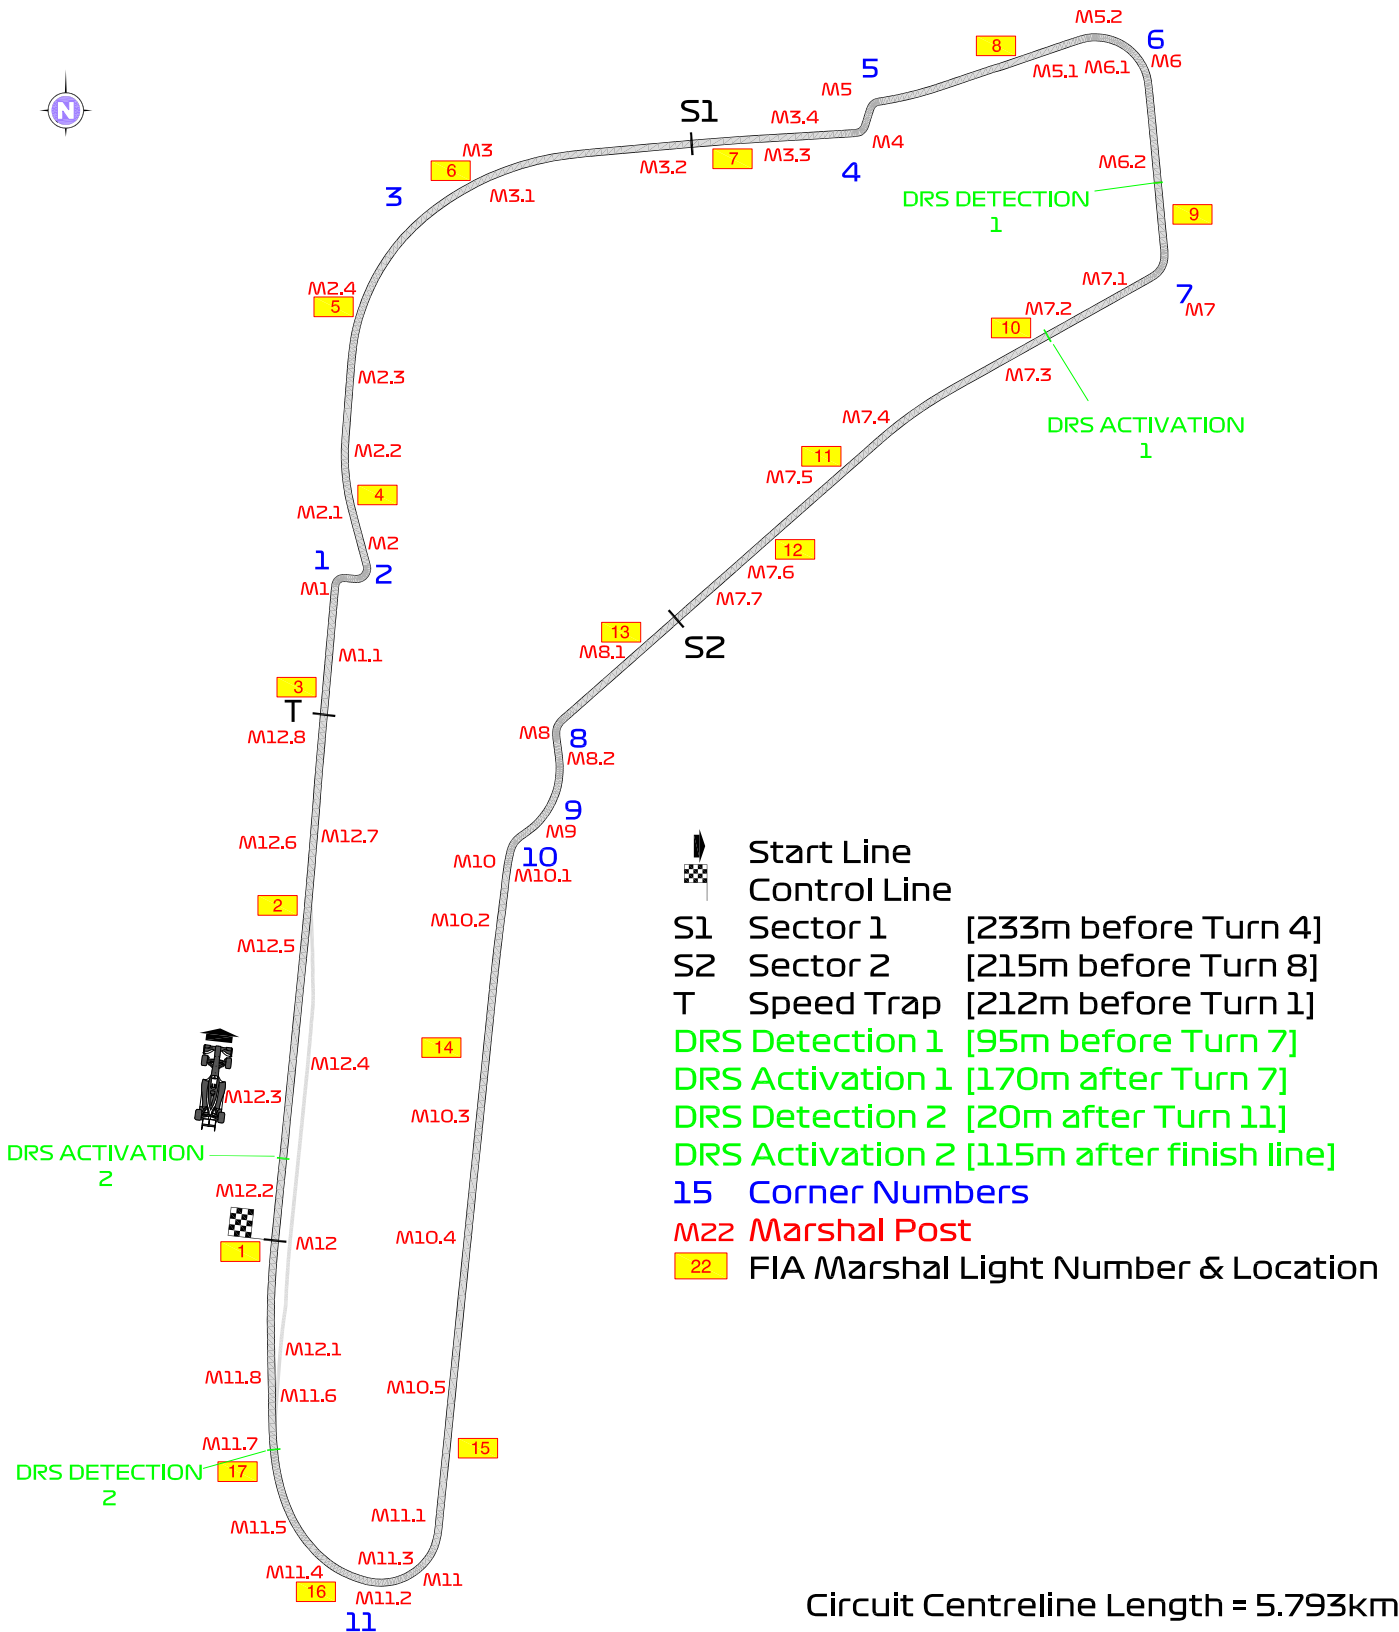 M5.2
6
8
M5.1
M6.1
M6
5
M5
N
S1
M3.4
M4
M3
6
M3.2
7
M3.3
4
M6.2
3
M3.1
DRS DETECTION
1
9
M2.4
5
M7.1
7
M7
M7.2
10
M2.3
M7.3
M7.4
DRS ACTIVATION
1
M2.2
11
M7.5
4
M2.1
M2
12
1
2
M7.6
M1
M7.7
13
S2
M1.1
M8.1
3
T
M12.8
M8
8
M8.2
9
M12.6
M12.7
M9
M10
10
M10.1
2
M10.2
M12.5
14
M12.4
M12.3
M10.3
DRS ACTIVATION
2
M12.2
M12
1
M10.4
M12.1
M11.8
M11.6
M10.5
M11.7
15
DRS DETECTION
2
17
M11.1
M11.5
M11.3
M11.4
M11
16
M11.2
11
Start Line
Control Line
S1 Sector 1 [233m before Turn 4]
S2 Sector 2 [215m before Turn 8]
T Speed Trap [212m before Turn 1]
DRS Detection 1 [95m before Turn 7]
DRS Activation 1 [170m after Turn 7]
DRS Detection 2 [20m after Turn 11]
DRS Activation 2 [115m after finish line]
15 Corner Numbers
M22 Marshal Post
22 FIA Marshal Light Number & Location
Circuit Centreline Length = 5.793km